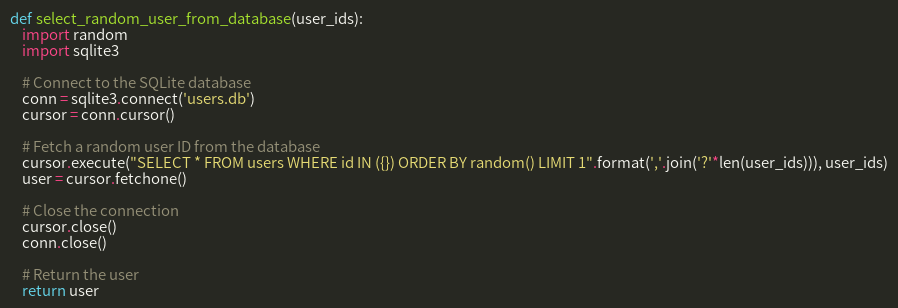 def select_random_user_from_database(user_ids):
    import random
    import sqlite3

    # Connect to the SQLite database
    conn = sqlite3.connect('users.db')
    cursor = conn.cursor()

    # Fetch a random user ID from the database
    cursor.execute("SELECT * FROM users WHERE id IN ({}) ORDER BY random() LIMIT 1".format(','.join('?'*len(user_ids))), user_ids)
    user = cursor.fetchone()

    # Close the connection
    cursor.close()
    conn.close()

    # Return the user
    return user